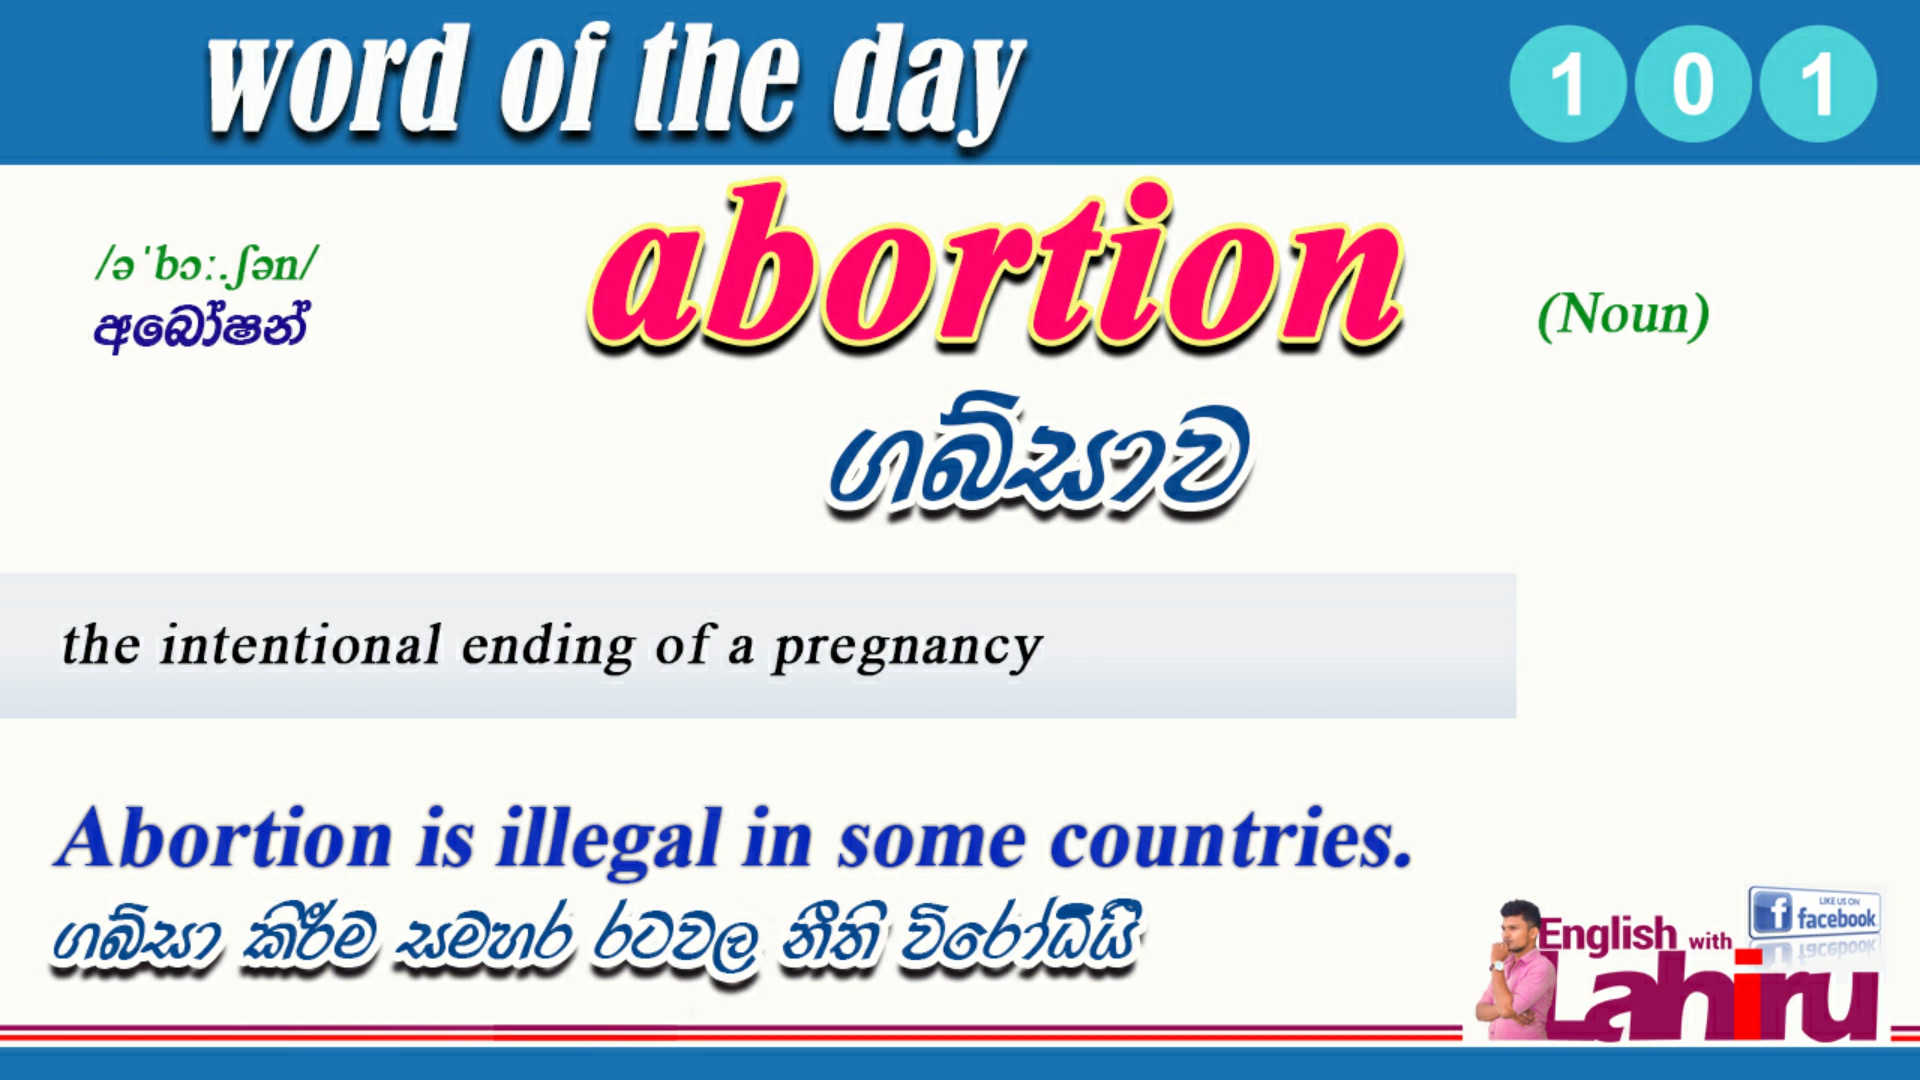 word of the day
1 0 1
abortion
/əˈbɔː.ʃən/
අබෝෂන්
(Noun)
ගබ්සාව
the intentional ending of a pregnancy
Abortion is illegal in some countries.
ගබ්සා කිරීම සමහර රටවල නීති විරෝධියි
LIKE US ON
facebook
English with
Lahiru